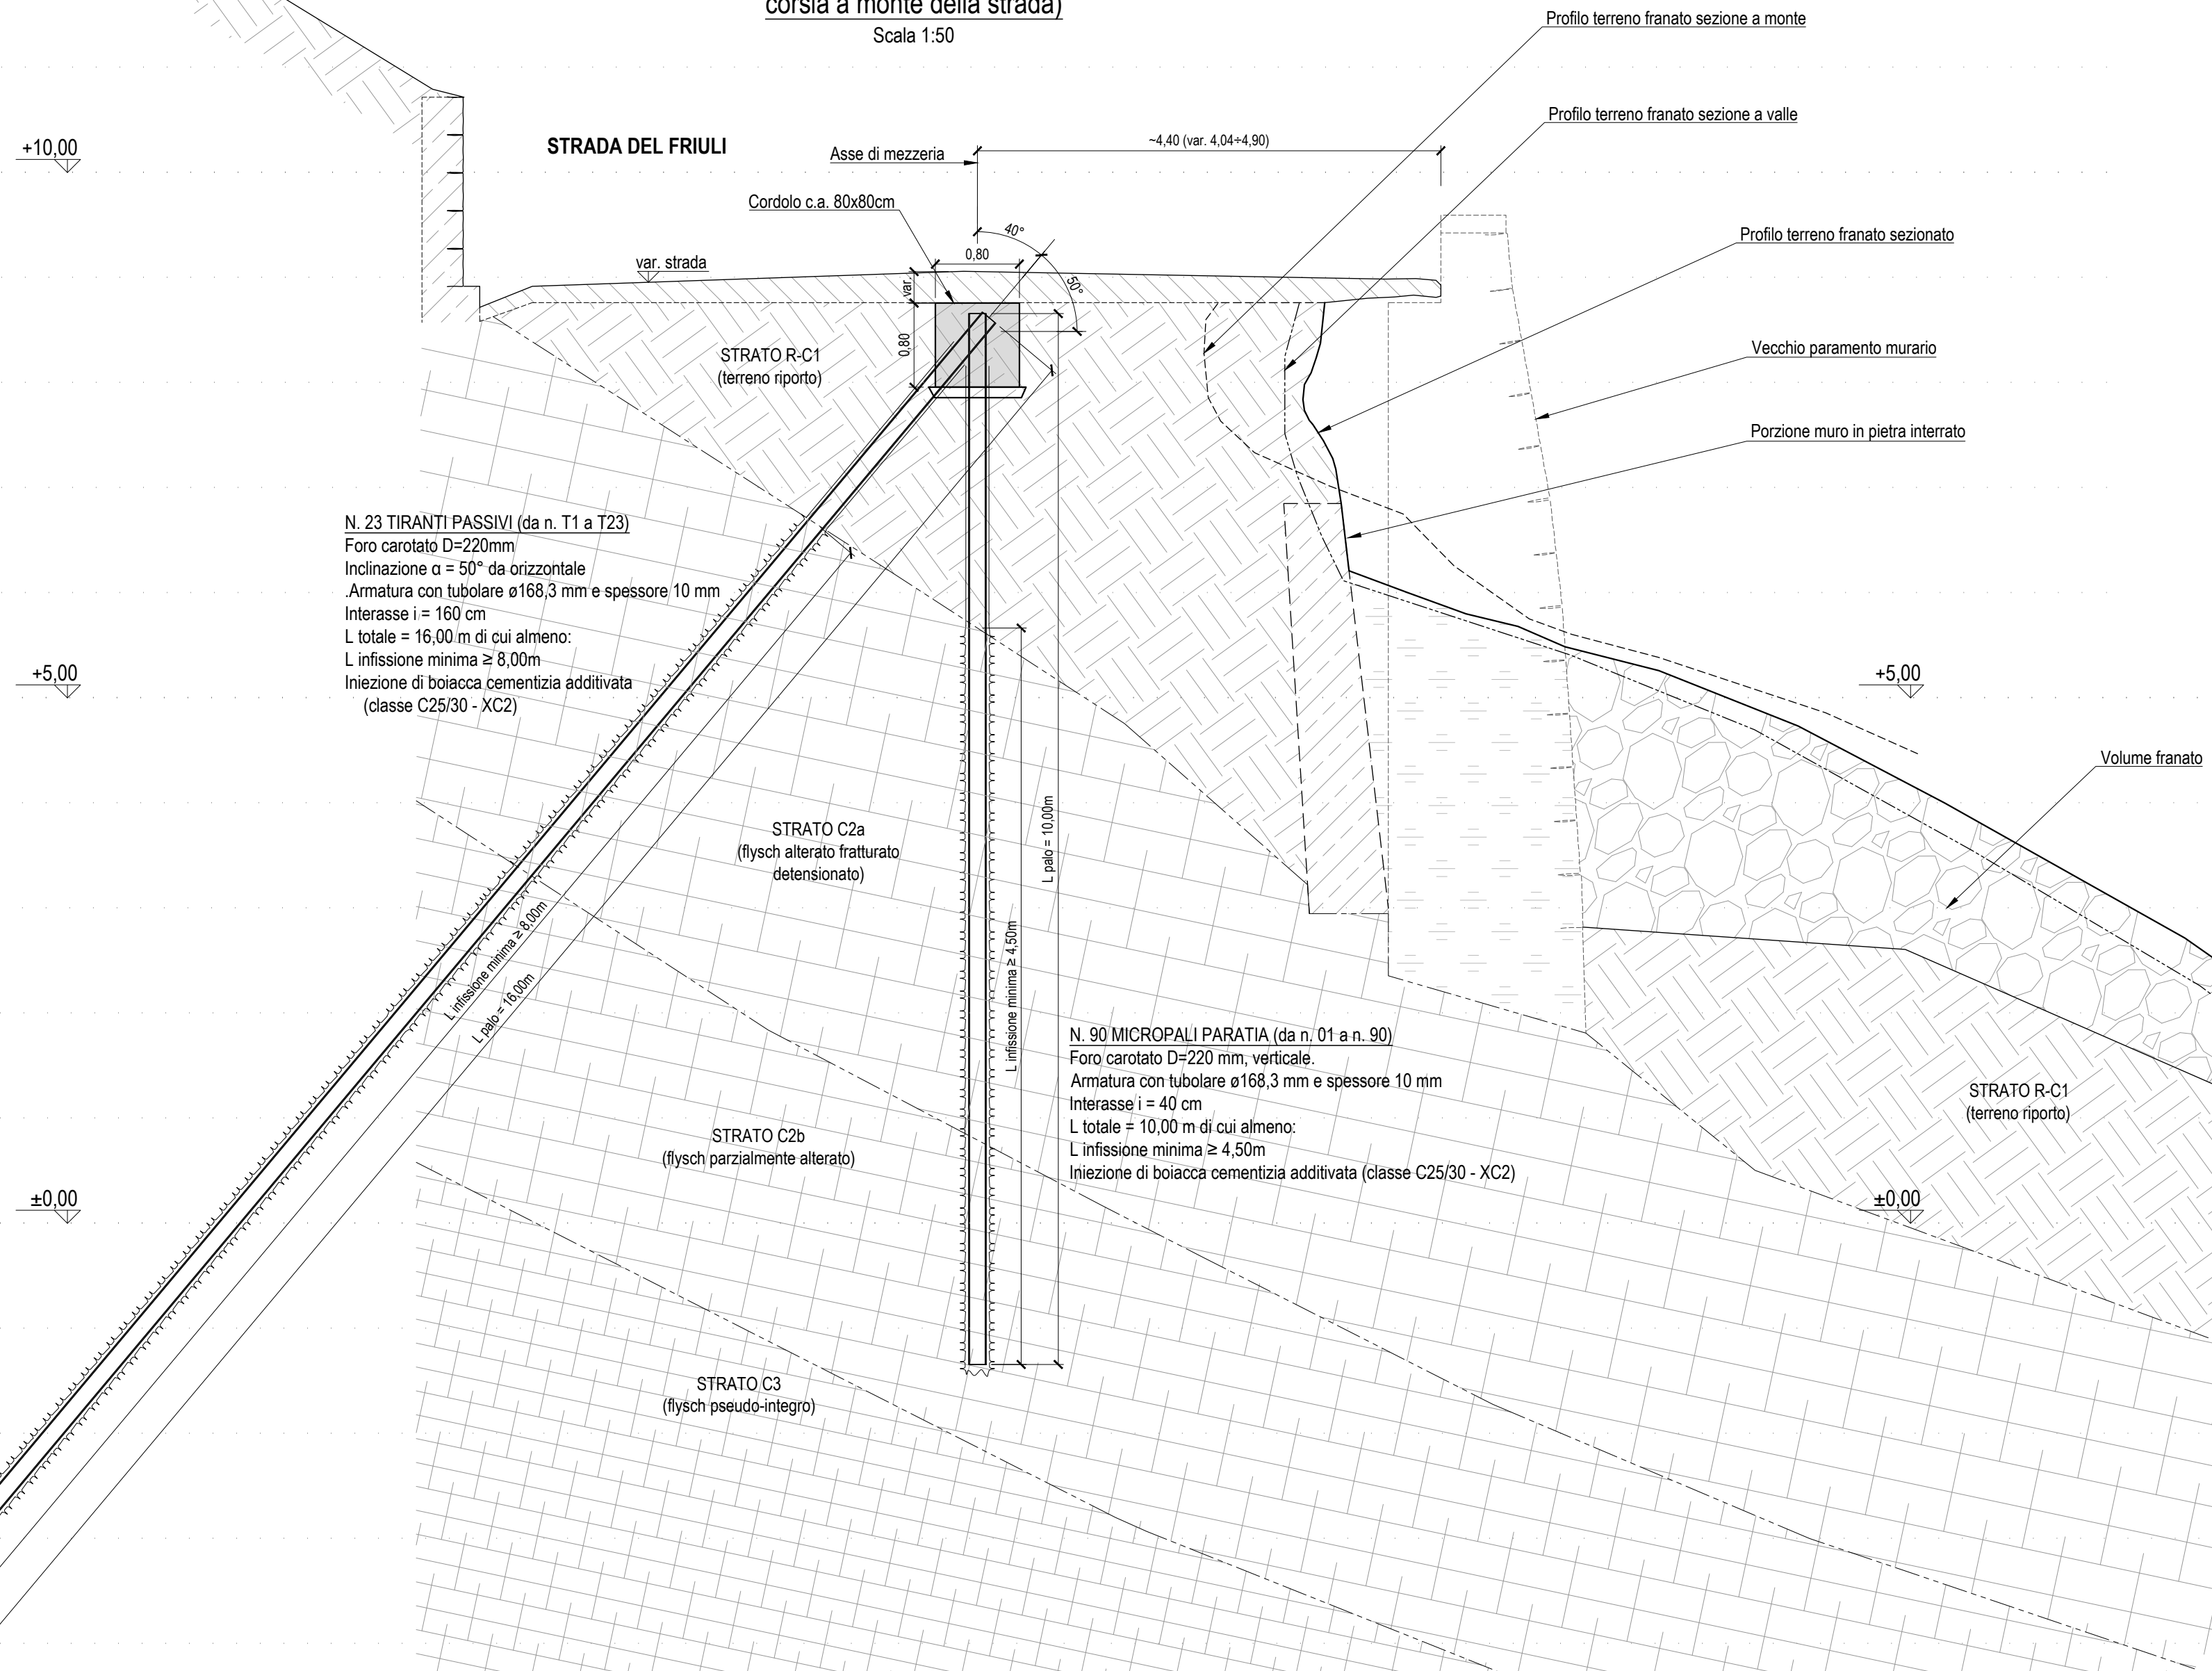 corsia a monte della strada)
Scala 1:50
Profilo terreno franato sezione a monte
Profilo terreno franato sezione a valle
+10,00
STRADA DEL FRIULI
Asse di mezzeria
~4,40 (var. 4,04÷4,90)
Cordolo c.a. 80x80cm
40°
0,80
50°
Profilo terreno franato sezionato
var. strada
var.
0,80
STRATO R-C1
(terreno riporto)
Vecchio paramento murario
Porzione muro in pietra interrato
N. 23 TIRANTI PASSIVI (da n. T1 a T23)
Foro carotato D=220mm
Inclinazione α = 50° da orizzontale
.Armatura con tubolare ø168,3 mm e spessore 10 mm
Interasse i = 160 cm
L totale = 16,00 m di cui almeno:
L infissione minima ≥ 8,00m
Iniezione di boiacca cementizia additivata
(classe C25/30 - XC2)
+5,00
+5,00
Volume franato
STRATO C2a
(flysch alterato fratturato
detensionato)
L palo = 10,00m
L infissione minima ≥ 4,50m
L infissione minima ≥ 8,00m
L palo = 16,00m
N. 90 MICROPALI PARATIA (da n. 01 a n. 90)
Foro carotato D=220 mm, verticale.
Armatura con tubolare ø168,3 mm e spessore 10 mm
Interasse i = 40 cm
L totale = 10,00 m di cui almeno:
L infissione minima ≥ 4,50m
Iniezione di boiacca cementizia additivata (classe C25/30 - XC2)
STRATO R-C1
(terreno riporto)
STRATO C2b
(flysch parzialmente alterato)
±0,00
±0,00
STRATO C3
(flysch pseudo-integro)